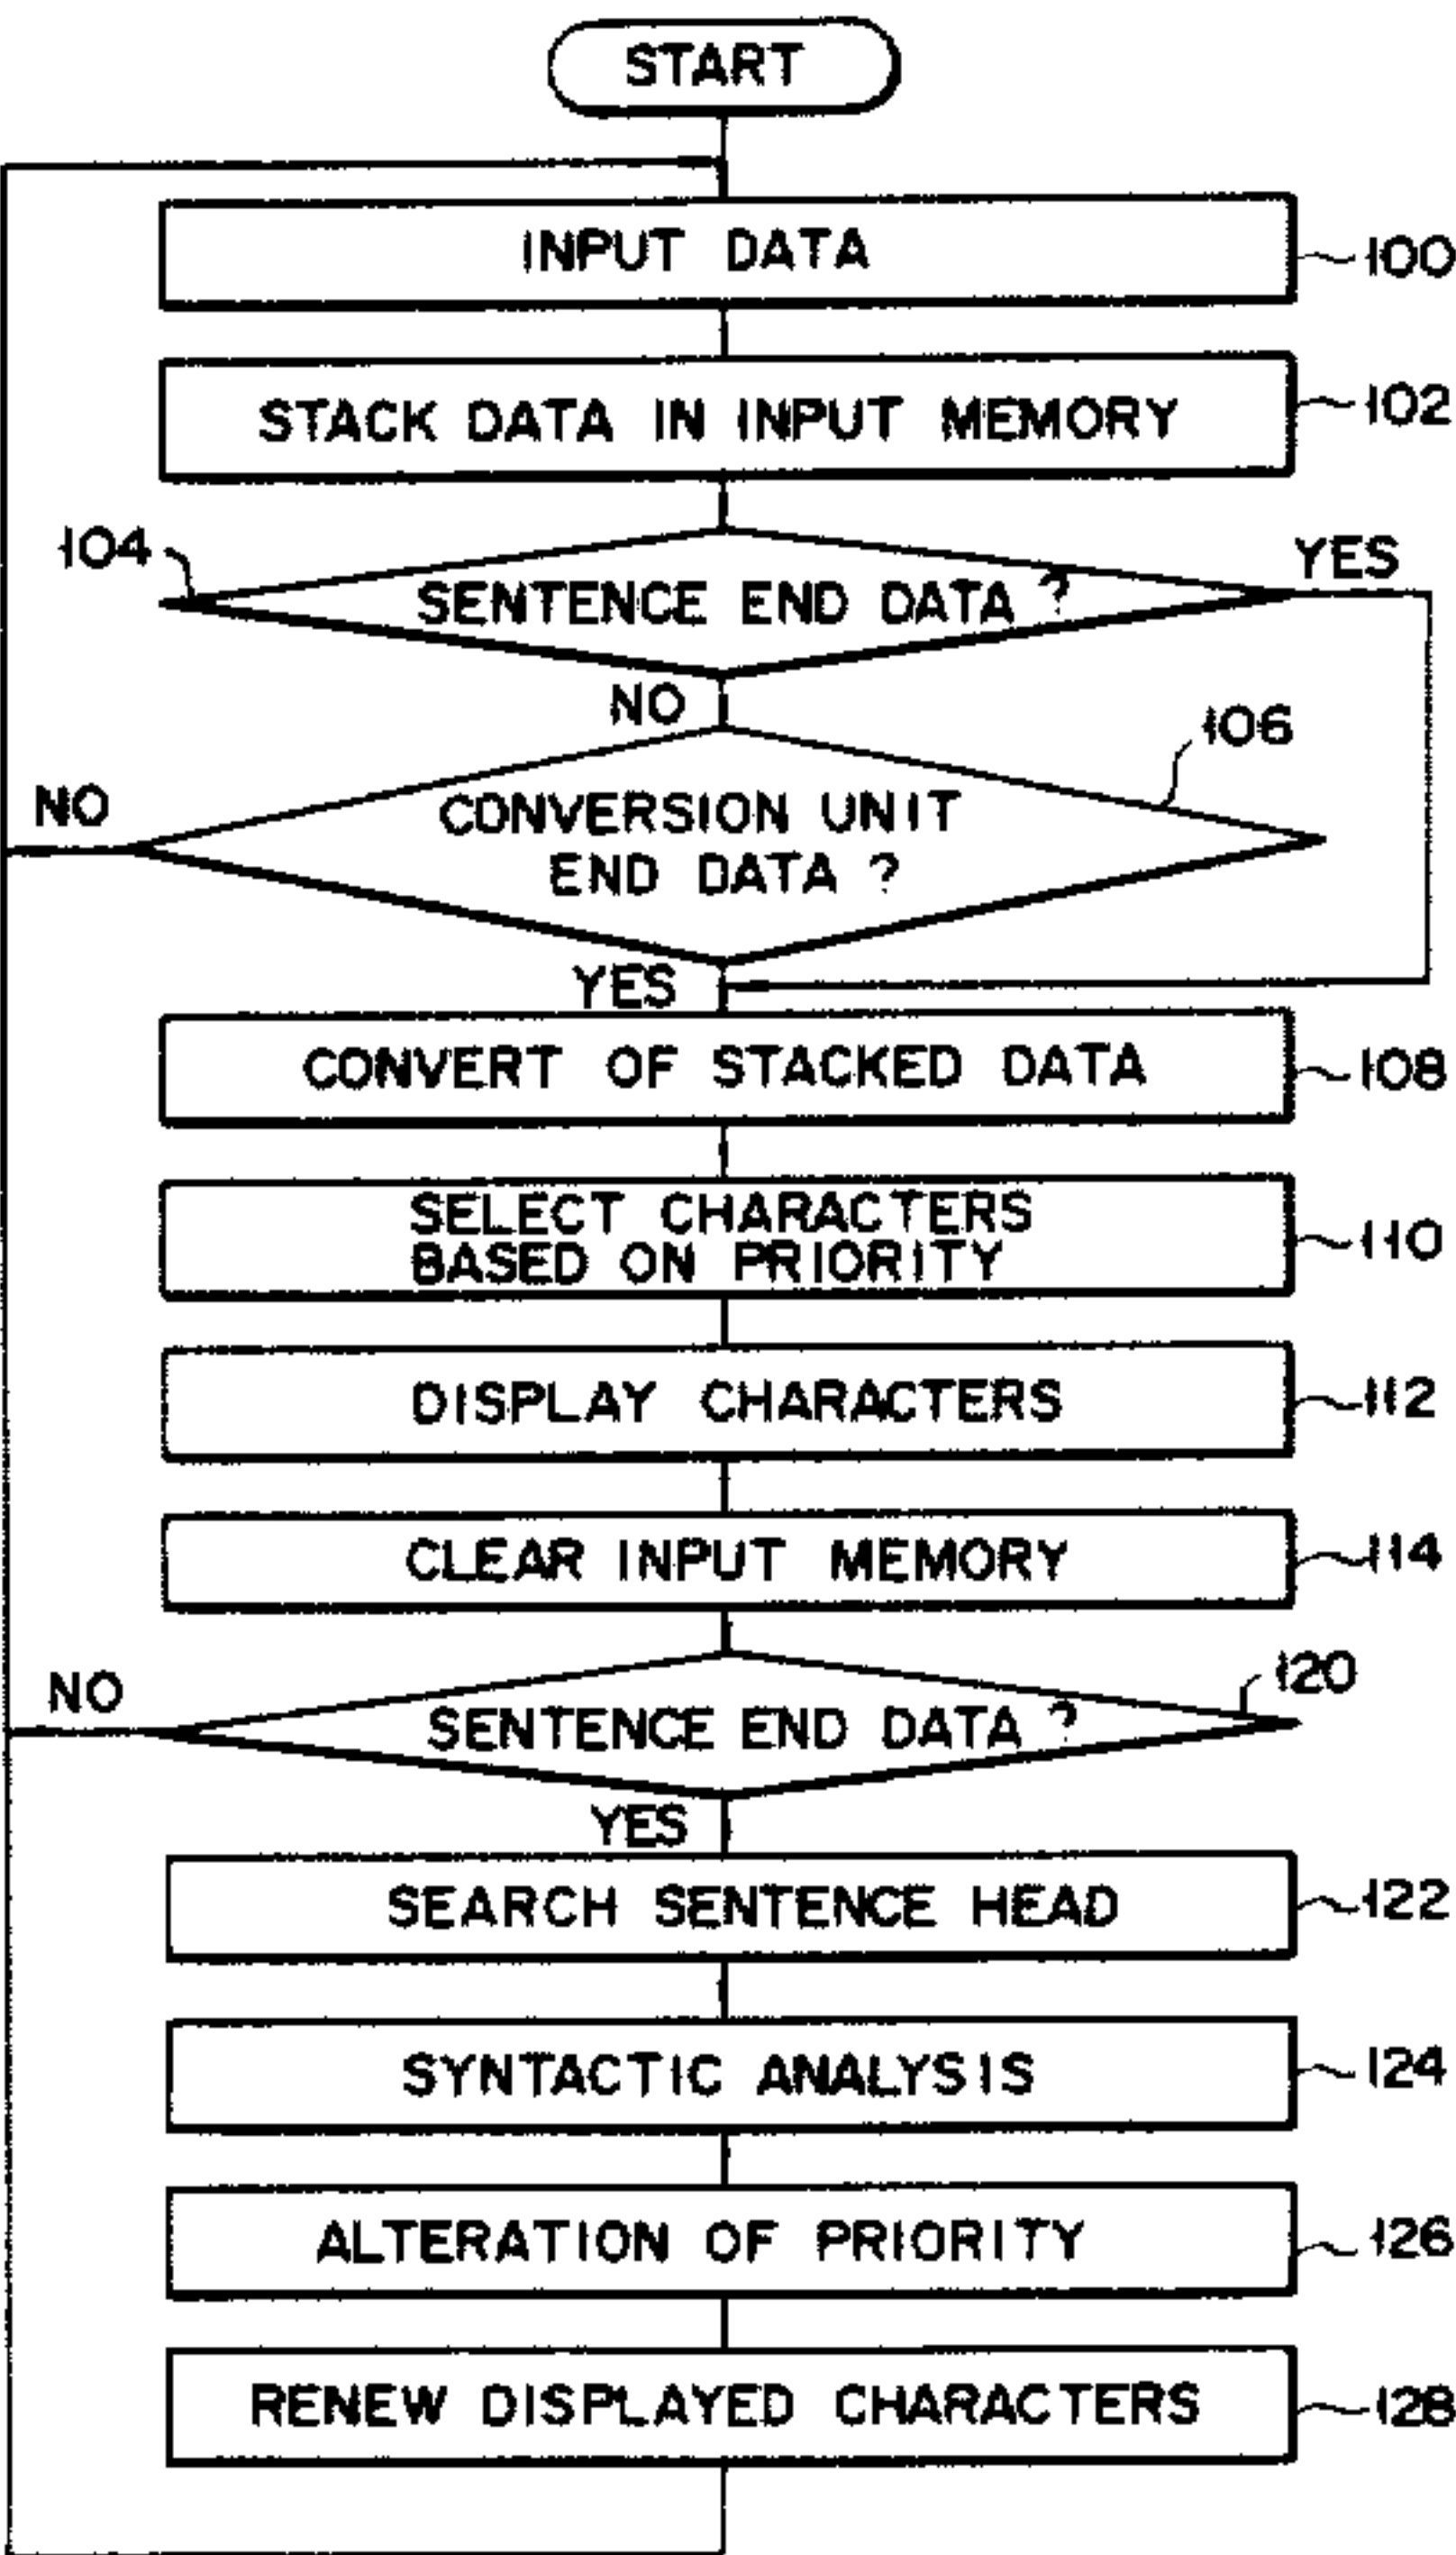 START
INPUT DATA
100
STACK DATA IN INPUT MEMORY
102
104
SENTENCE END DATA ?
YES
NO
106
CONVERSION UNIT
END DATA ?
NO
YES
CONVERT OF STACKED DATA
108
SELECT CHARACTERS
BASED ON PRIORITY
110
DISPLAY CHARACTERS
112
CLEAR INPUT MEMORY
114
NO
SENTENCE END DATA ?
120
YES
SEARCH SENTENCE HEAD
122
SYNTACTIC ANALYSIS
124
ALTERATION OF PRIORITY
126
RENEW DISPLAYED CHARACTERS
128